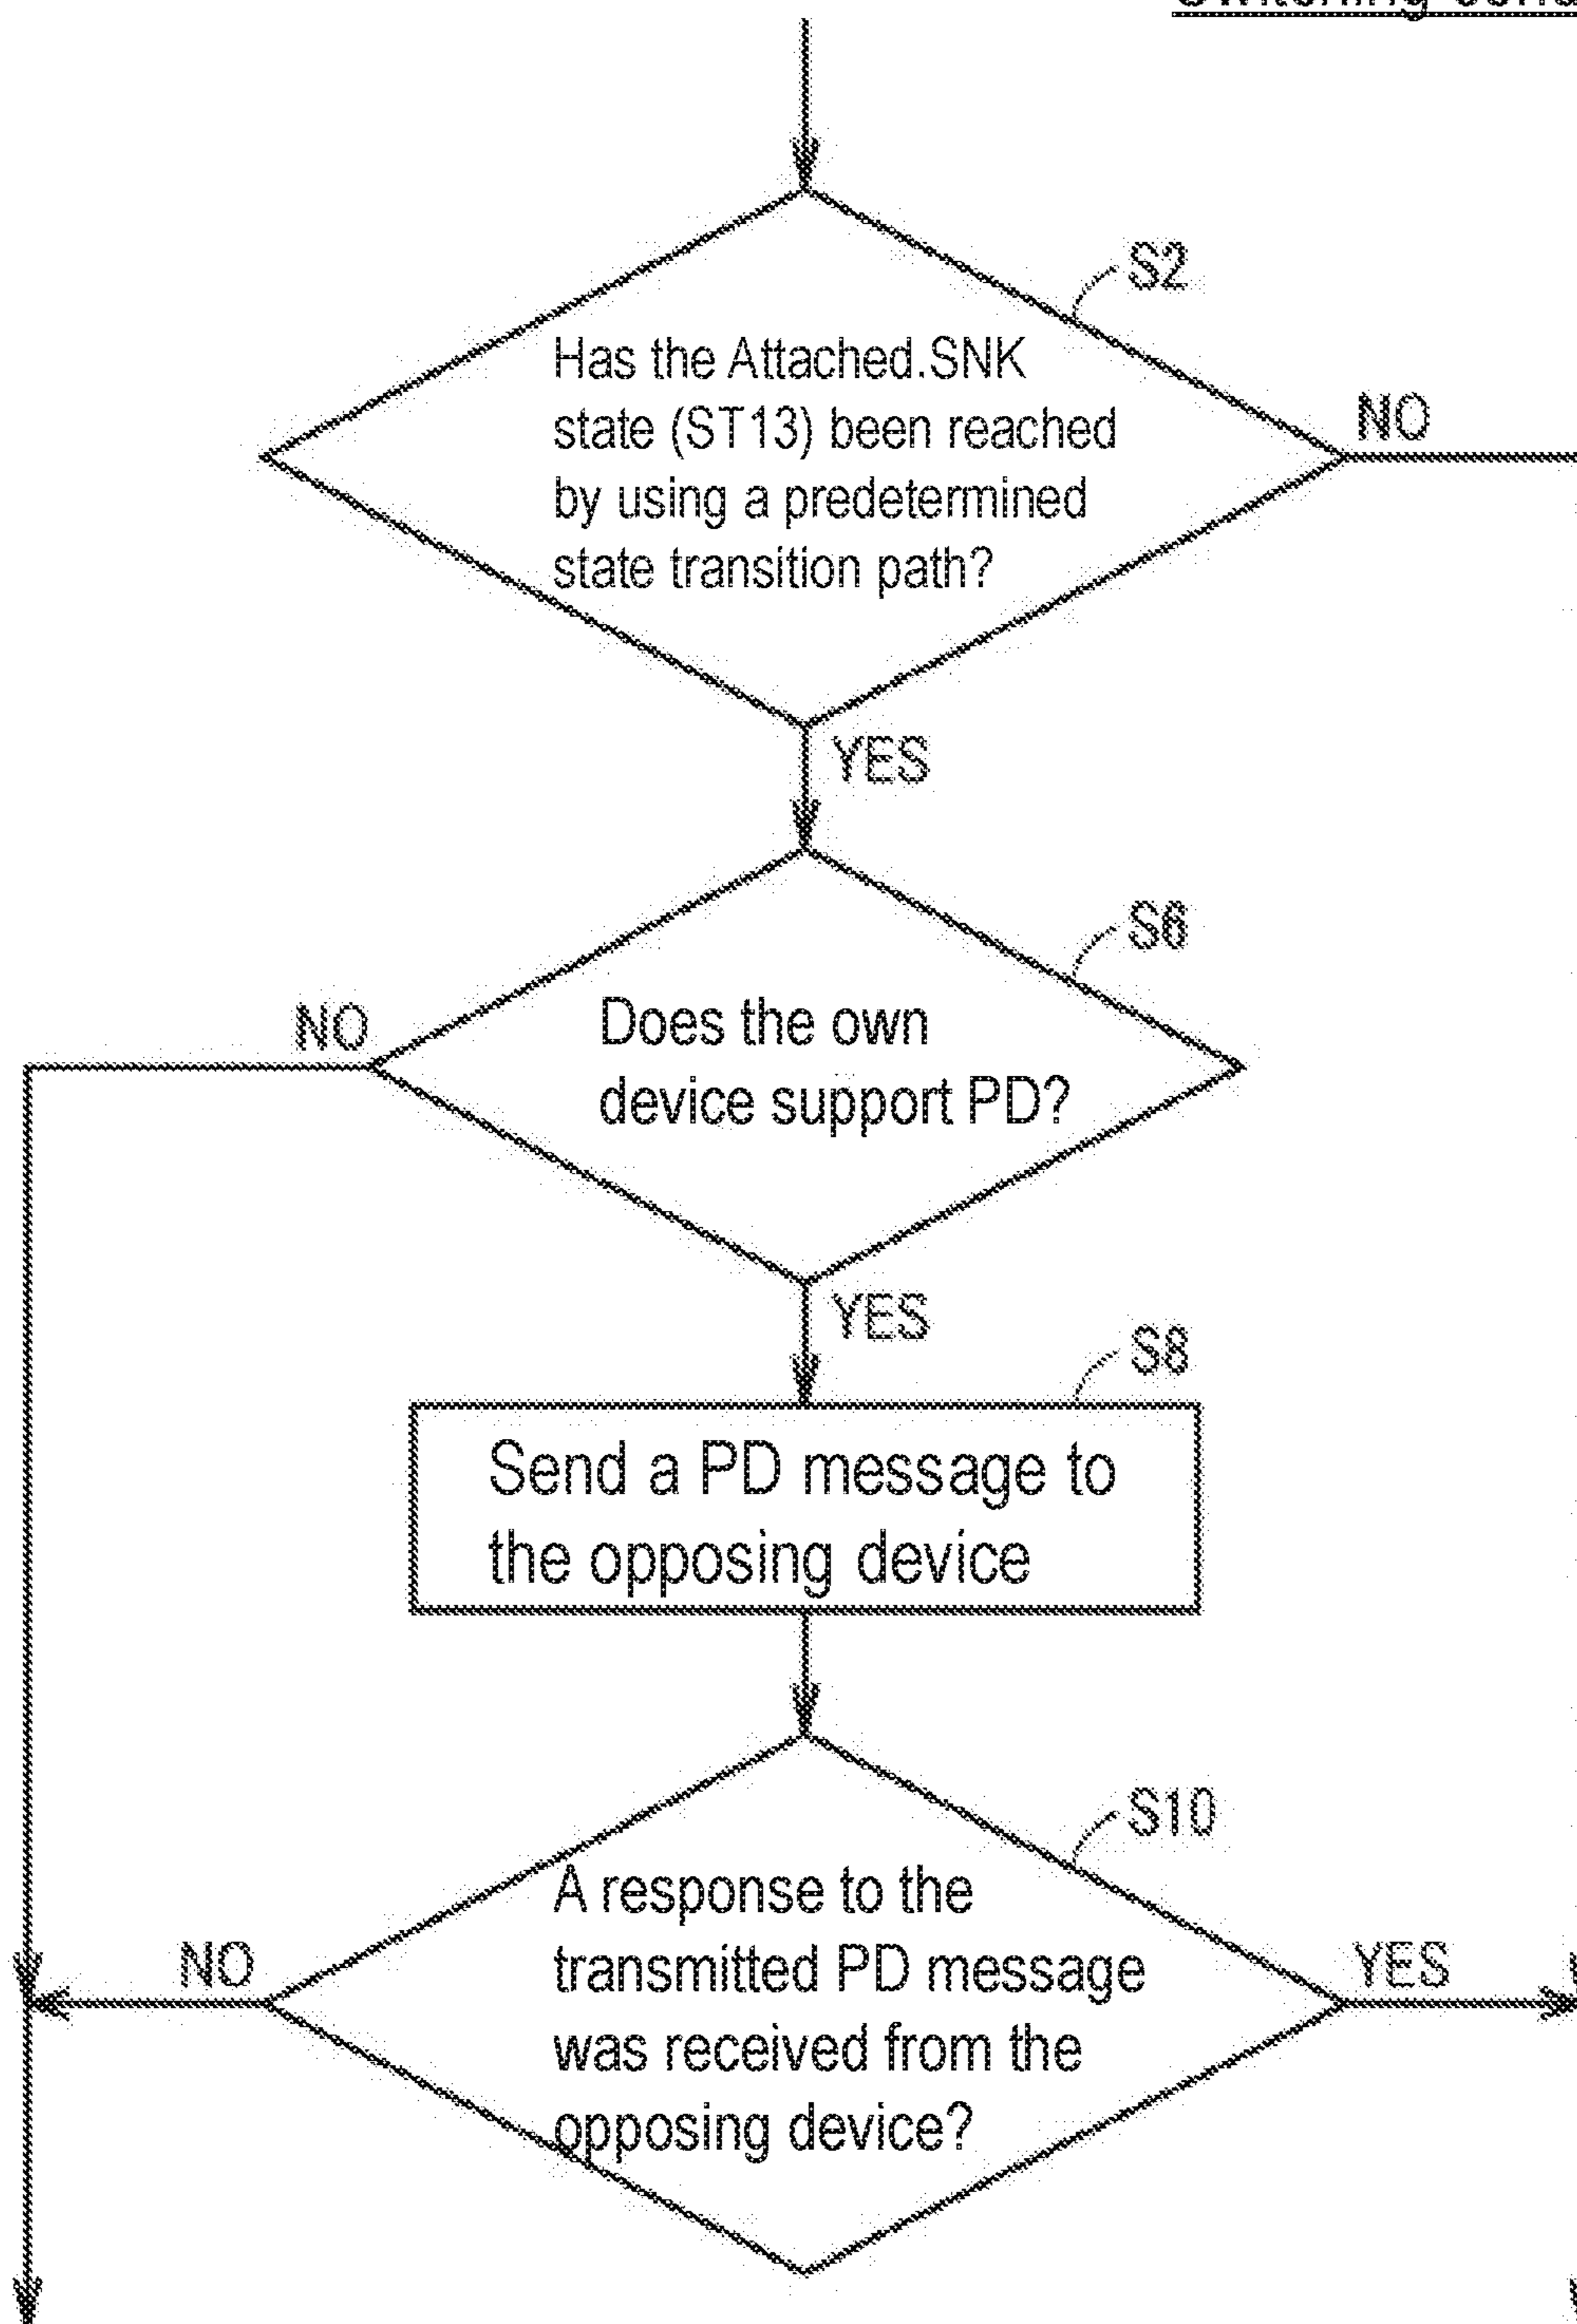 S2
Has the Attached.SNK
state (ST13) been reached
by using a predetermined
state transition path?
NO
YES
S6
Does the own
device support PD?
NO
YES
S8
Send a PD message to
the opposing device
S10
A response to the
transmitted PD message
was received from the
opposing device?
NO
YES